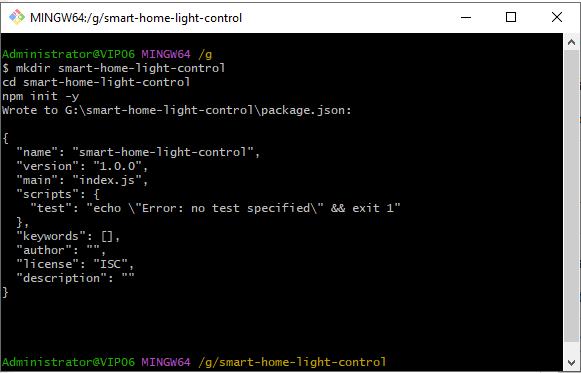 MINGW64:/g/smart-home-light-control
Administrator@VIP06 MINGW64 /g
$ mkdir smart-home-light-control
cd smart-home-light-control
npm init -y
Wrote to G:\smart-home-light-control\package.json:
{
  "name": "smart-home-light-control",
  "version": "1.0.0",
  "main": "index.js",
  "scripts": {
    "test": "echo \"Error: no test specified\" && exit 1"
  },
  "keywords": [],
  "author": "",
  "license": "ISC",
  "description": ""
}
Administrator@VIP06 MINGW64 /g/smart-home-light-control